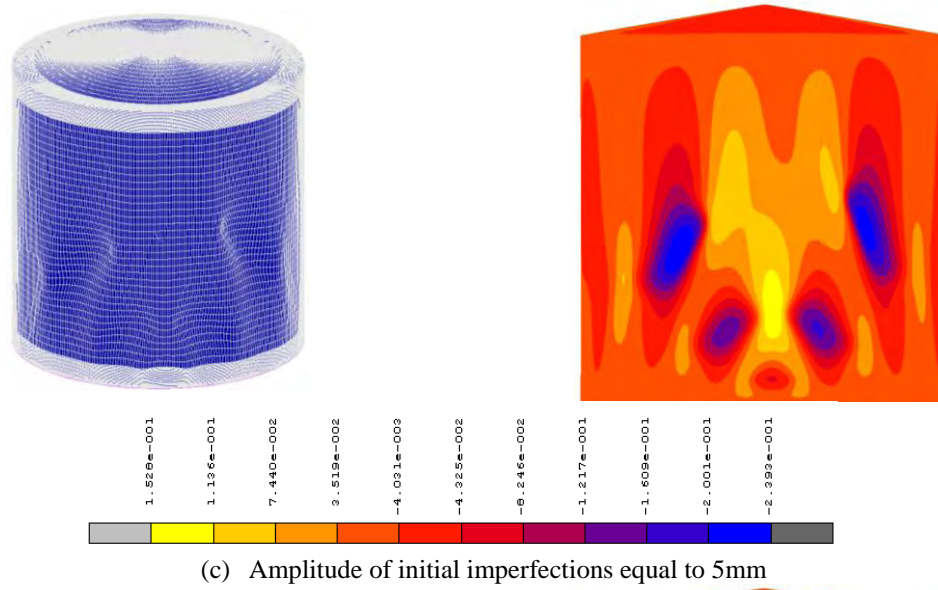 1.528e-001
1.136e-001
7.440e-002
3.519e-002
-4.031e-003
-4.325e-002
-8.246e-002
-1.217e-001
-1.609e-001
-2.001e-001
-2.393e-001
(c) Amplitude of initial imperfections equal to 5mm